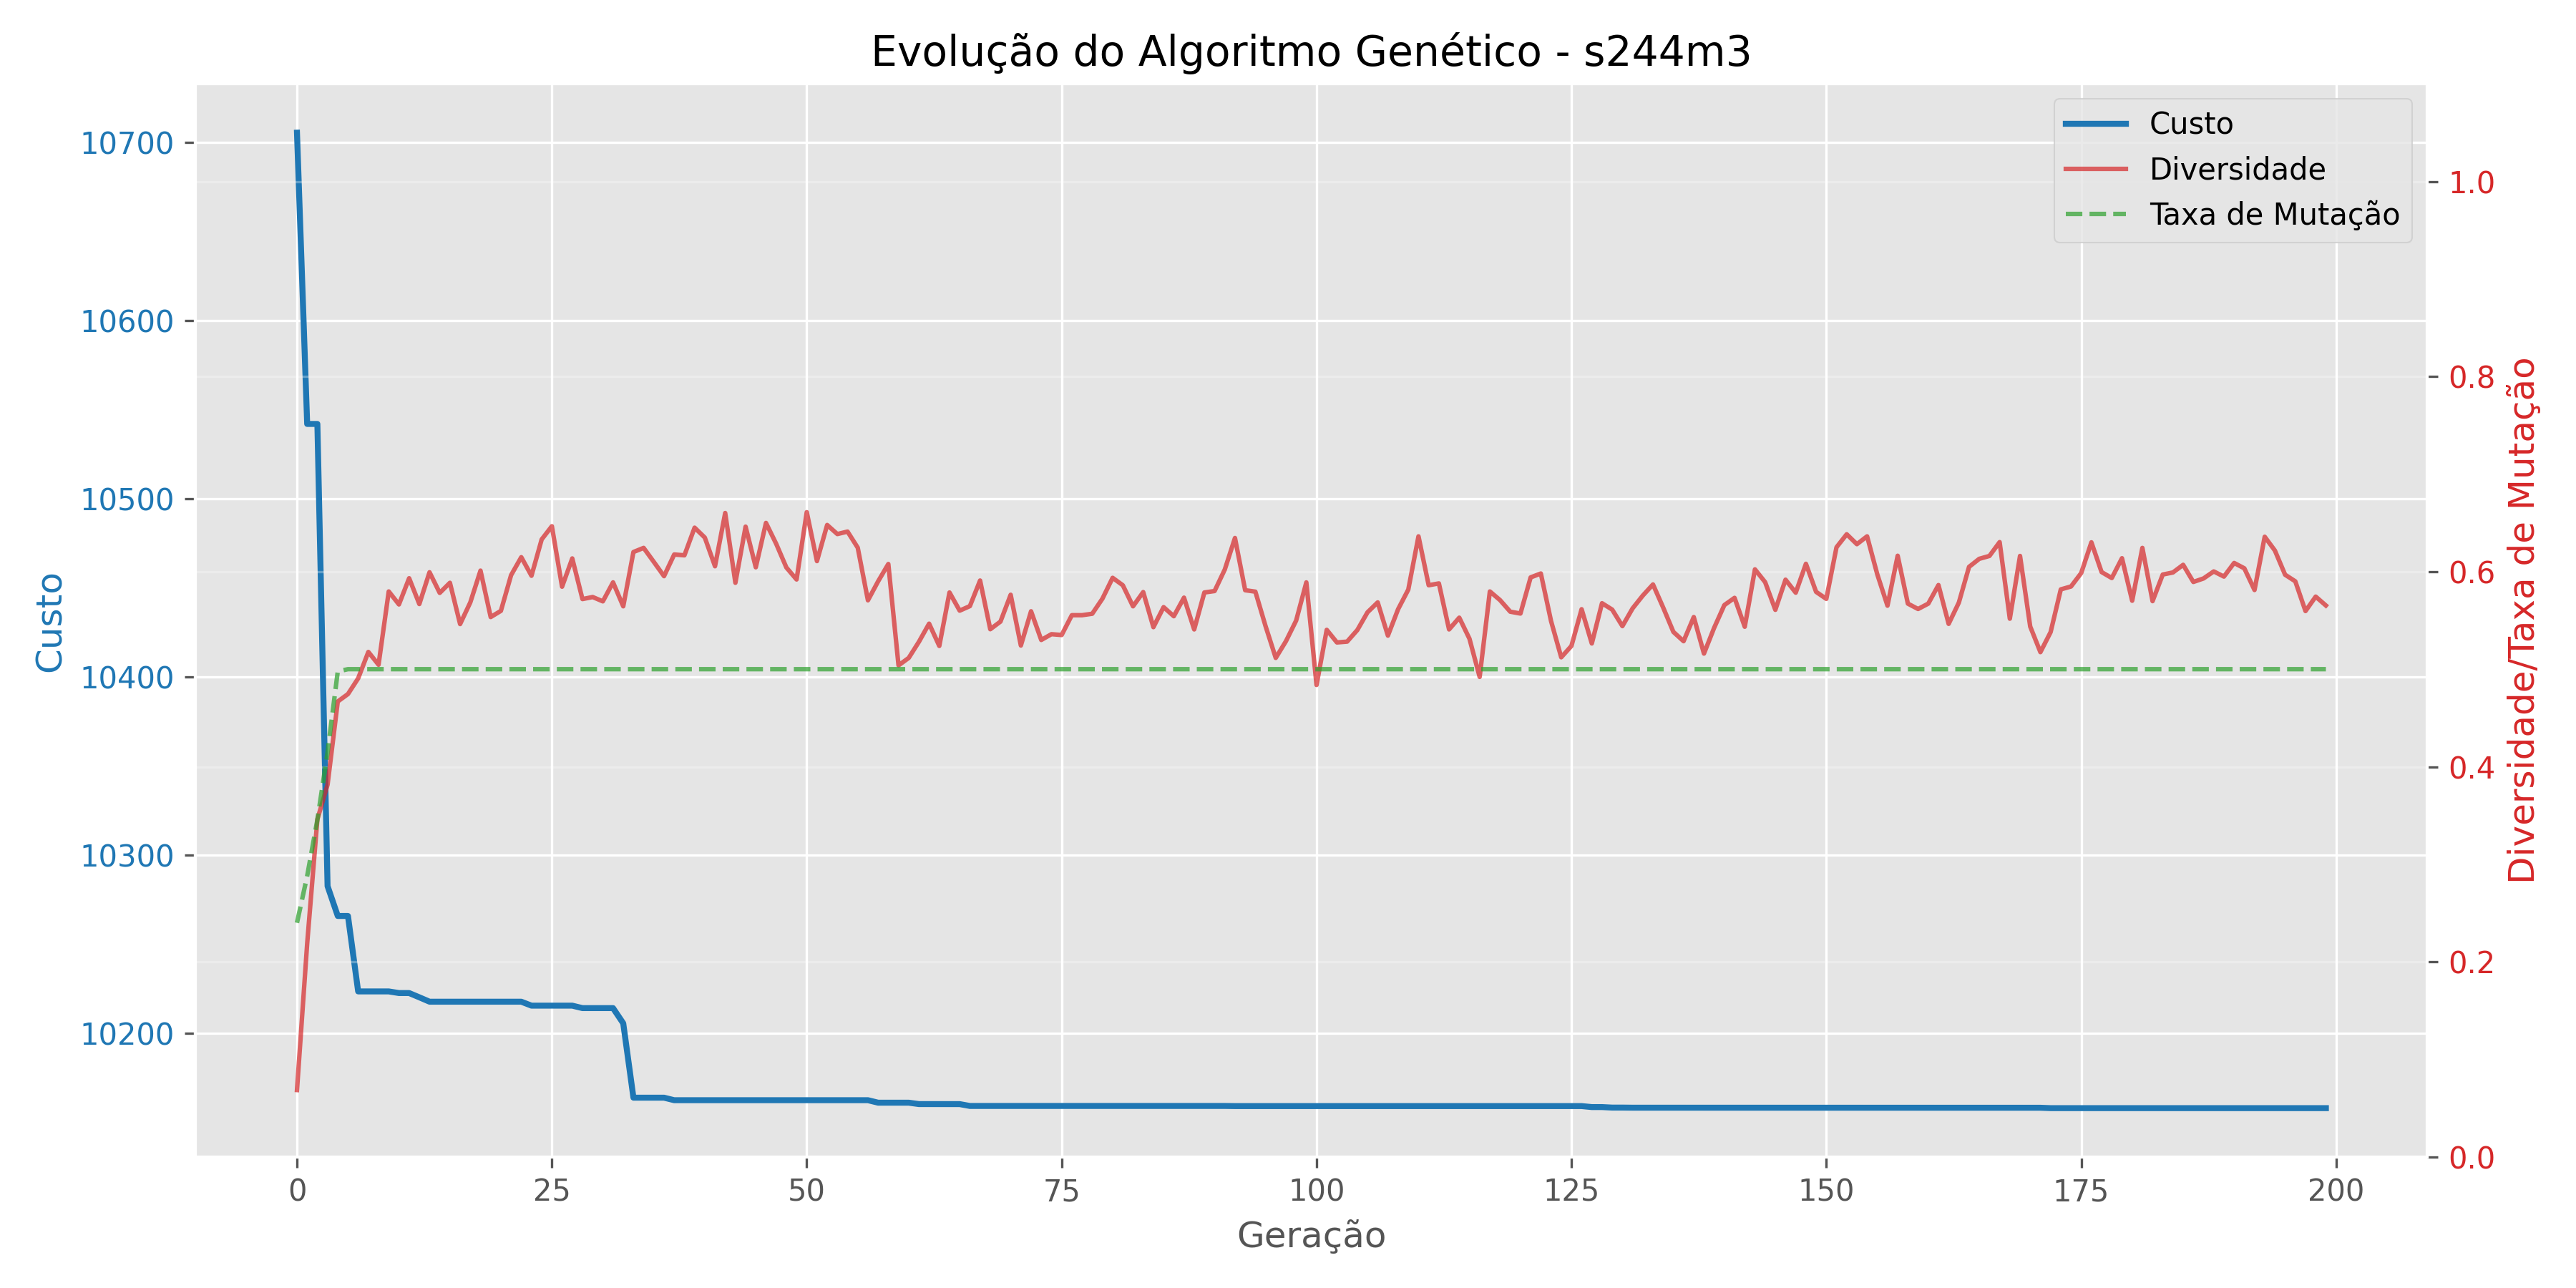 Evolução do Algoritmo Genético - s244m3
Custo
Diversidade
Taxa de Mutação
10700
10600
10500
10400
10300
10200
Custo
1.0
0.8
0.6
0.4
0.2
0.0
Diversidade/Taxa de Mutação
0 25 50 75 100 125 150 175 200
Geração